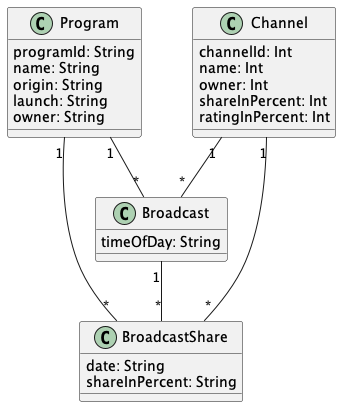 C Program
programId: String
name: String
origin: String
launch: String
owner: String
C Channel
channelId: Int
name: Int
owner: Int
shareInPercent: Int
ratingInPercent: Int
1
1
1
1
*
*
C Broadcast
timeOfDay: String
1
*
*
*
C BroadcastShare
date: String
shareInPercent: String